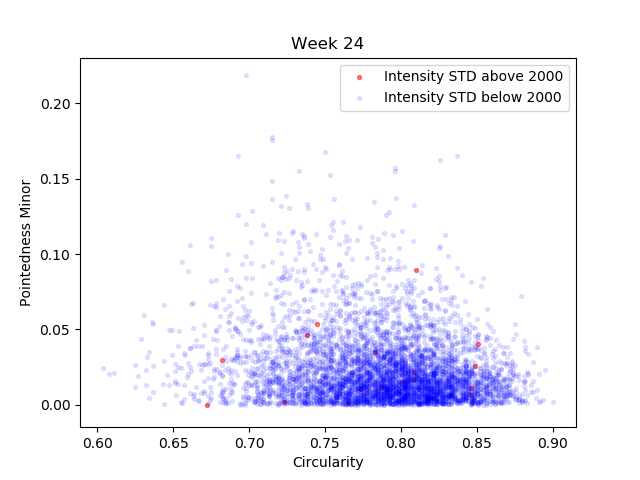 Week 24
Intensity STD above 2000
Intensity STD below 2000
0.20
0.15
0.10
0.05
0.00
Pointedness Minor
0.60 0.65 0.70 0.75 0.80 0.85 0.90
Circularity